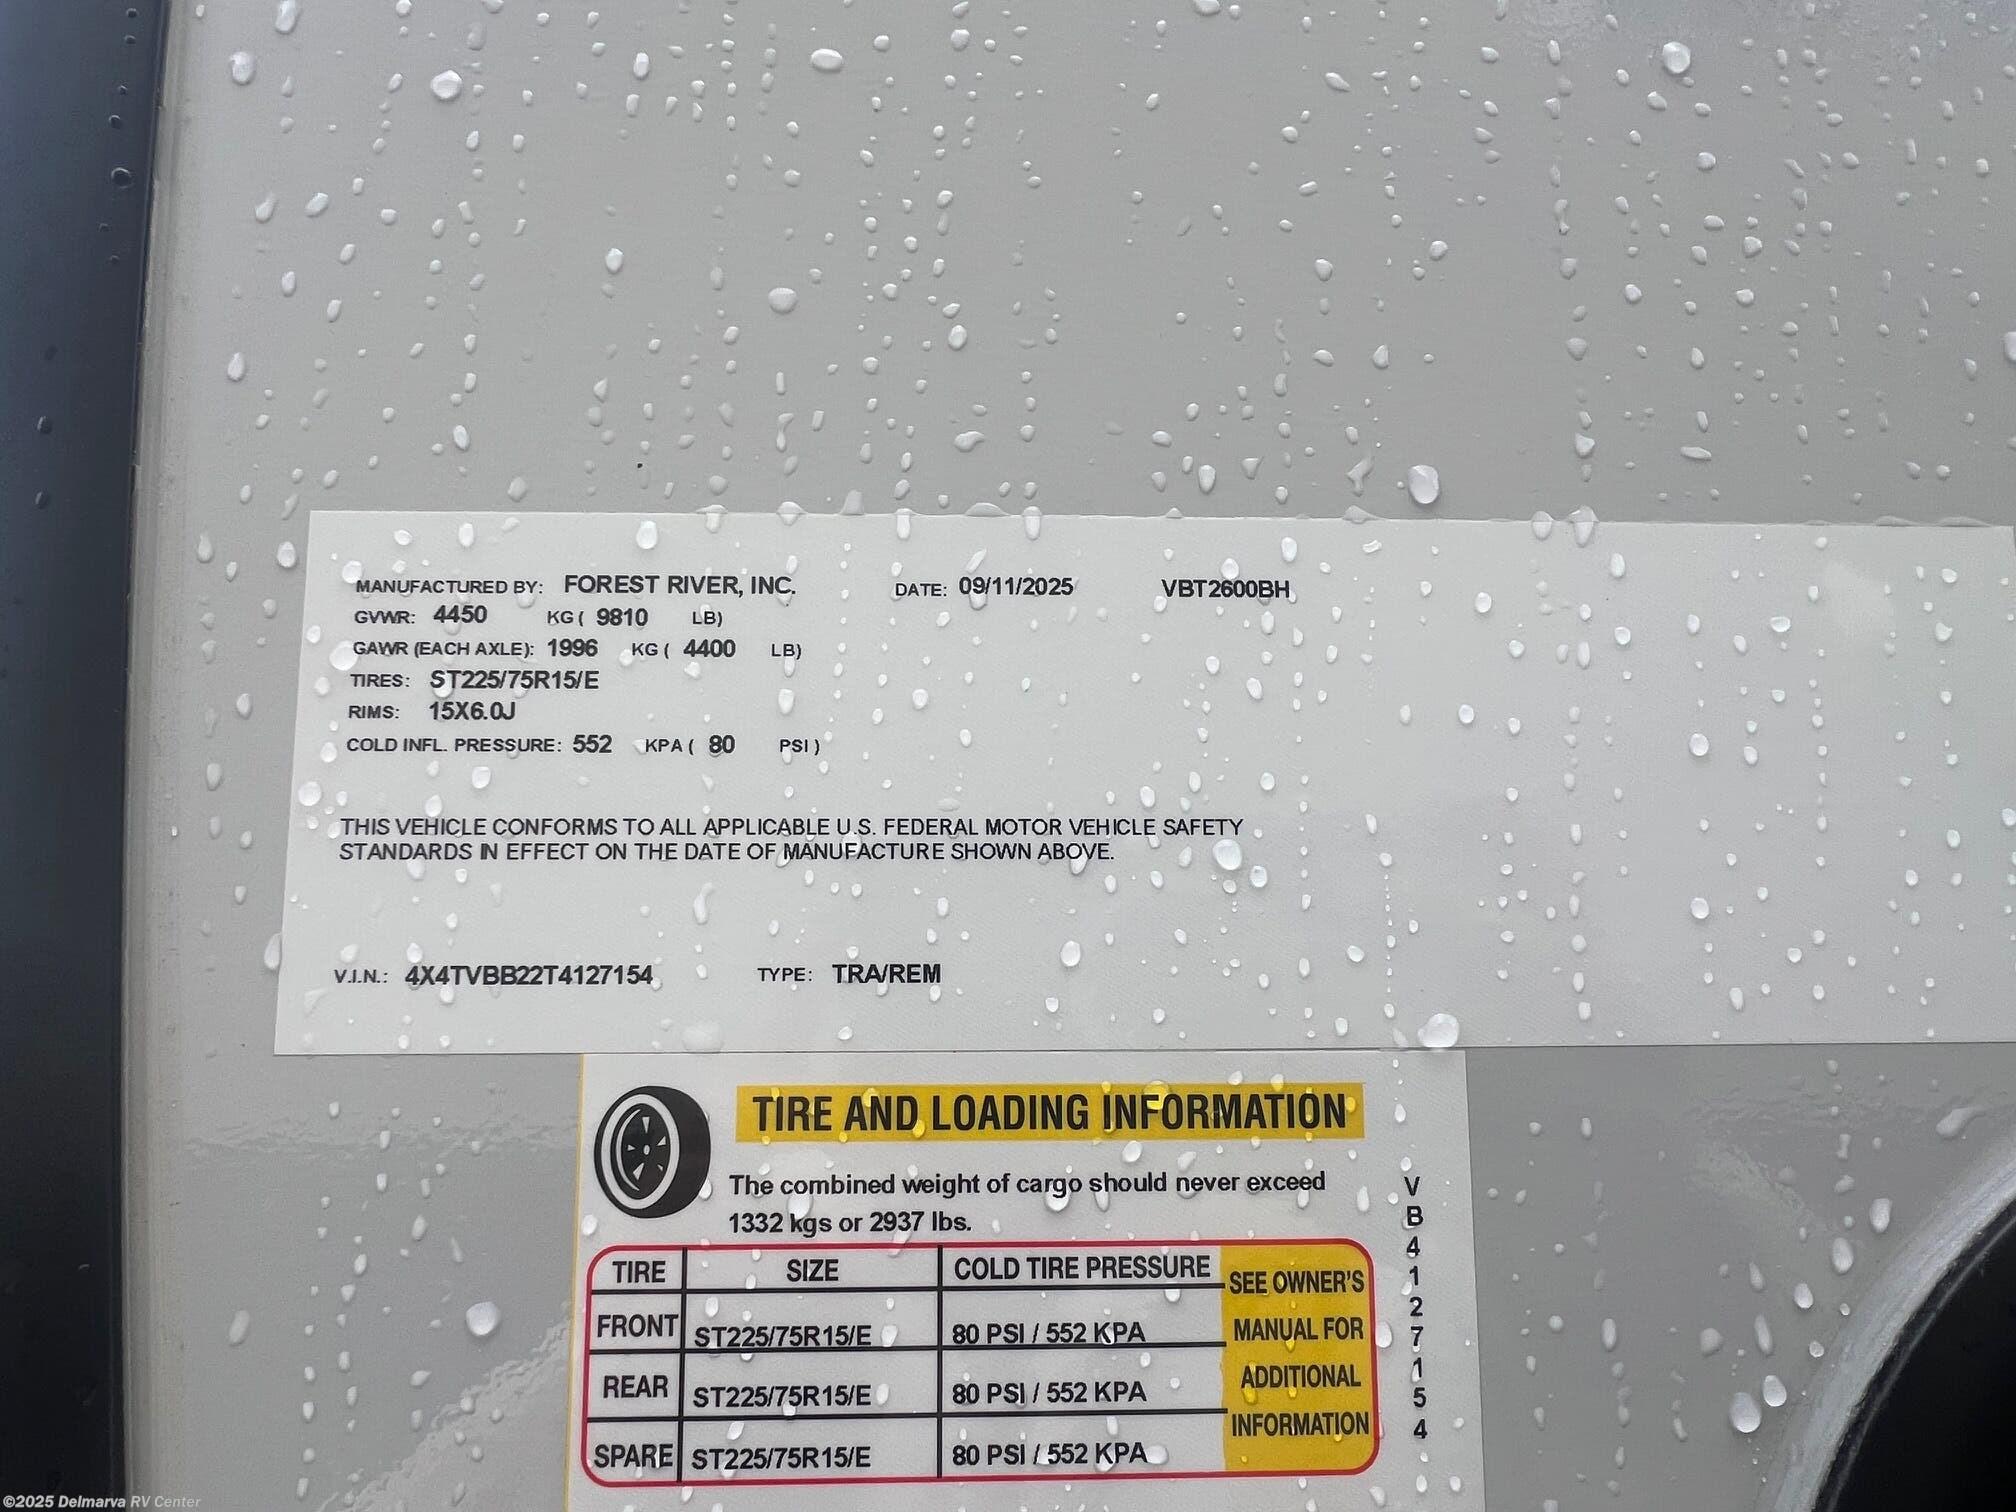 MANUFACTURED BY: FOREST RIVER, INC. DATE: 09/11/2025 VBT2600BH
GVWR: 4450 KG ( 9810 LB)
GAWR (EACH AXLE): 1996 KG ( 4400 LB)
TIRES: ST225/75R15/E
RIMS: 15X6.0J
COLD INFL. PRESSURE: 552 KPA ( 80 PSI )
THIS VEHICLE CONFORMS TO ALL APPLICABLE U.S. FEDERAL MOTOR VEHICLE SAFETY
STANDARDS IN EFFECT ON THE DATE OF MANUFACTURE SHOWN ABOVE.
V.I.N.: 4X4TVBB22T4127154 TYPE: TRA/REM
TIRE AND LOADING INFORMATION
The combined weight of cargo should never exceed
1332 kgs or 2937 lbs.
TIRE SIZE COLD TIRE PRESSURE
FRONT ST225/75R15/E 80 PSI / 552 KPA
REAR ST225/75R15/E 80 PSI / 552 KPA
SPARE ST225/75R15/E 80 PSI / 552 KPA
SEE OWNER'S
MANUAL FOR
ADDITIONAL
INFORMATION
VB4127154
©2025 Delmarva RV Center